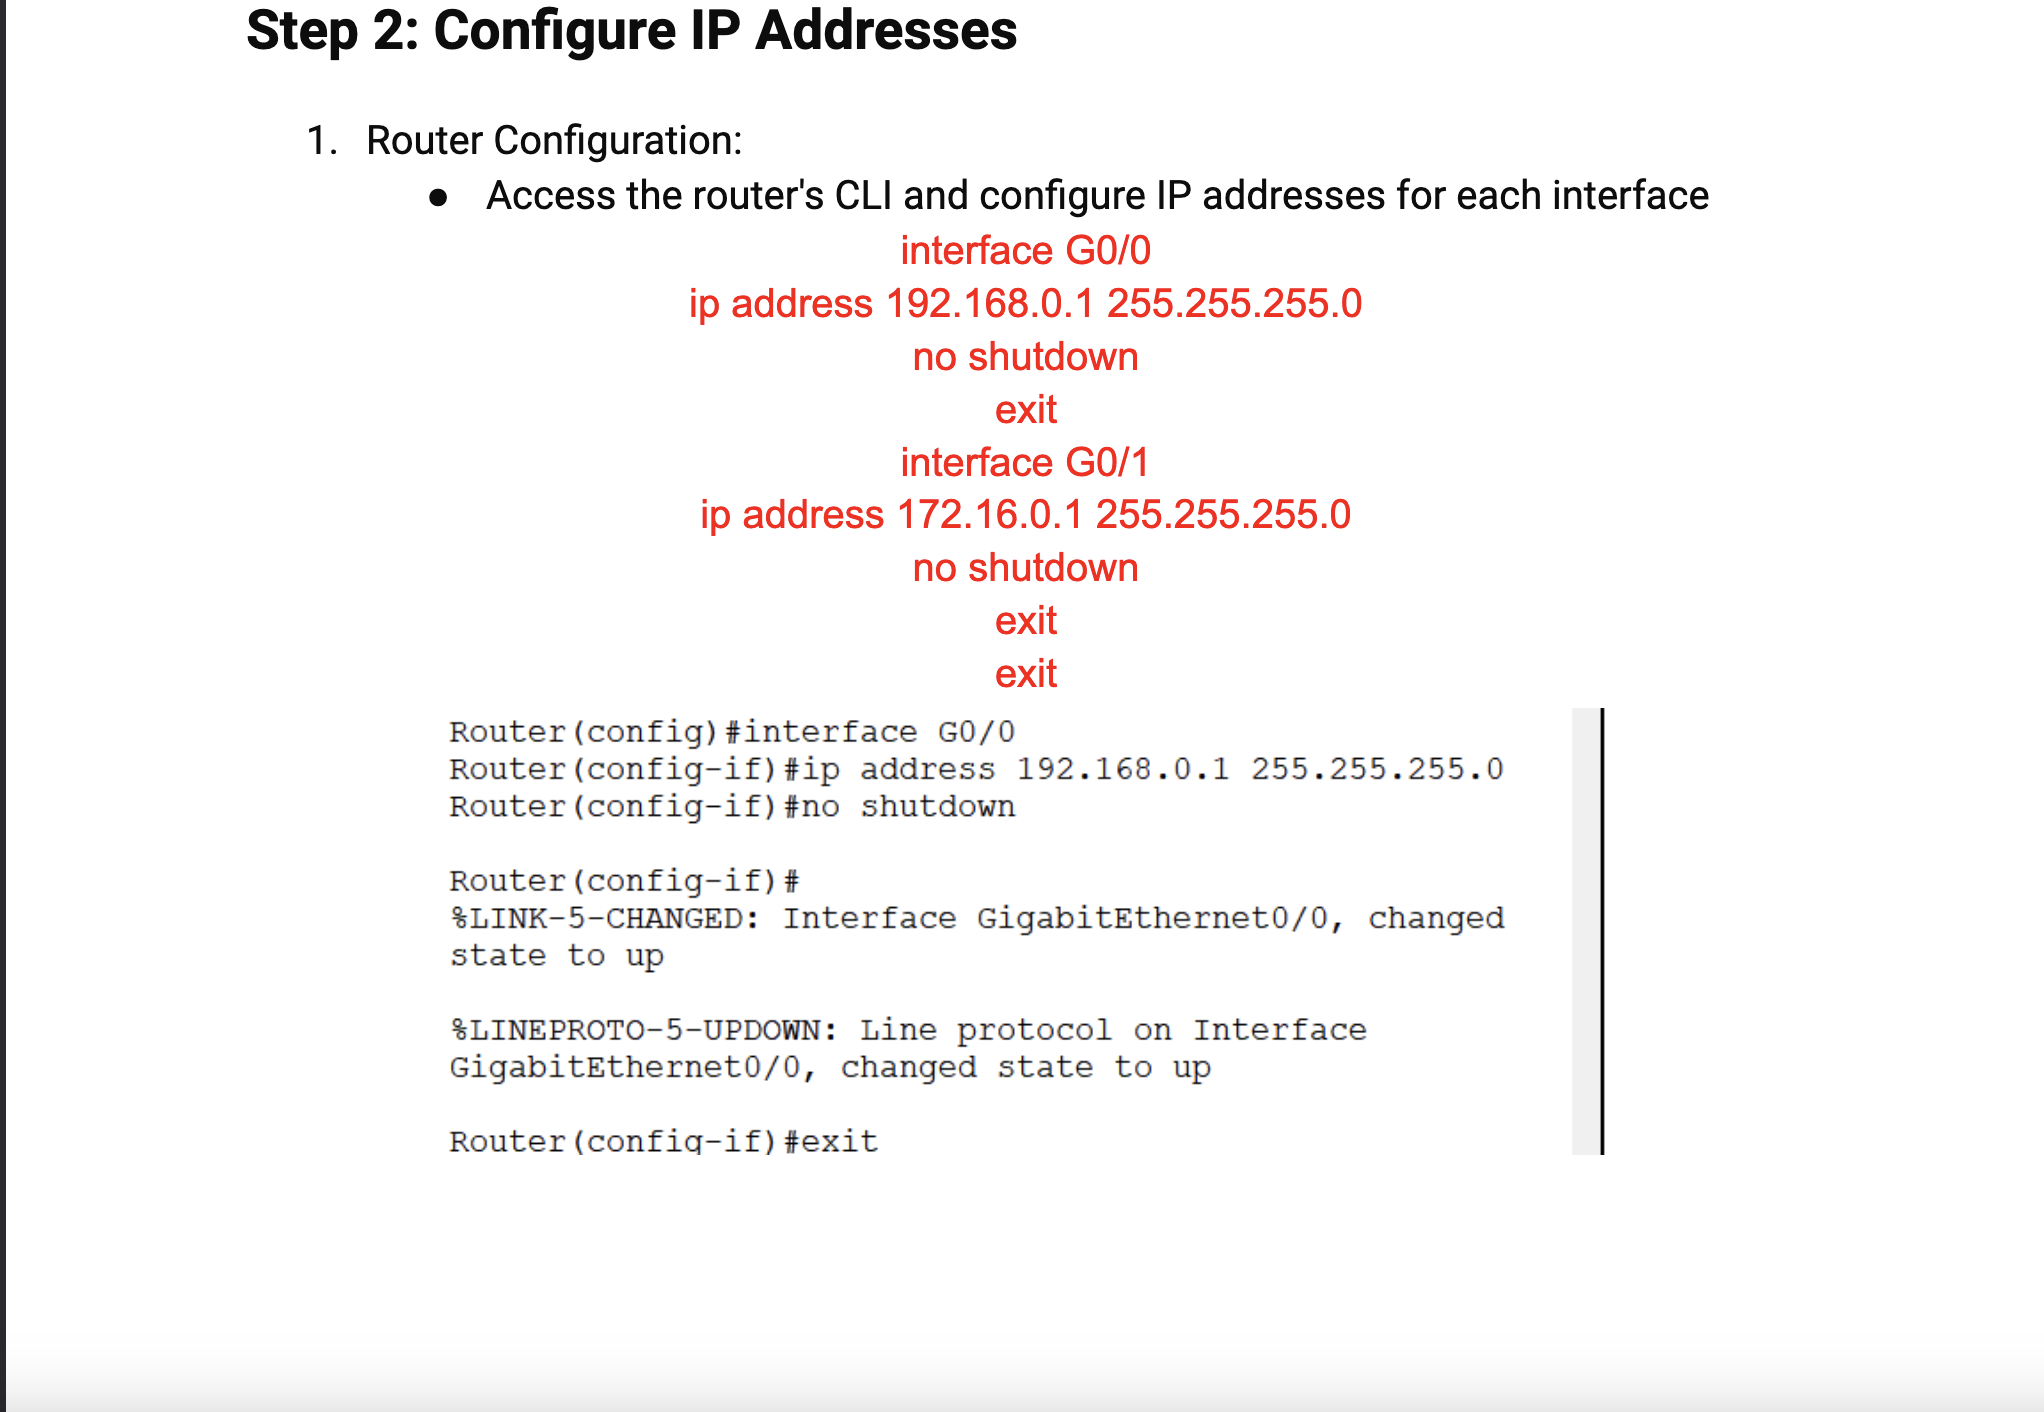 Step 2: Configure IP Addresses
1. Router Configuration:
● Access the router's CLI and configure IP addresses for each interface
interface G0/0
ip address 192.168.0.1 255.255.255.0
no shutdown
exit
interface G0/1
ip address 172.16.0.1 255.255.255.0
no shutdown
exit
exit
Router(config)#interface G0/0
Router(config-if)#ip address 192.168.0.1 255.255.255.0
Router(config-if)#no shutdown
Router(config-if)#
%LINK-5-CHANGED: Interface GigabitEthernet0/0, changed
state to up
%LINEPROTO-5-UPDOWN: Line protocol on Interface
GigabitEthernet0/0, changed state to up
Router(config-if)#exit